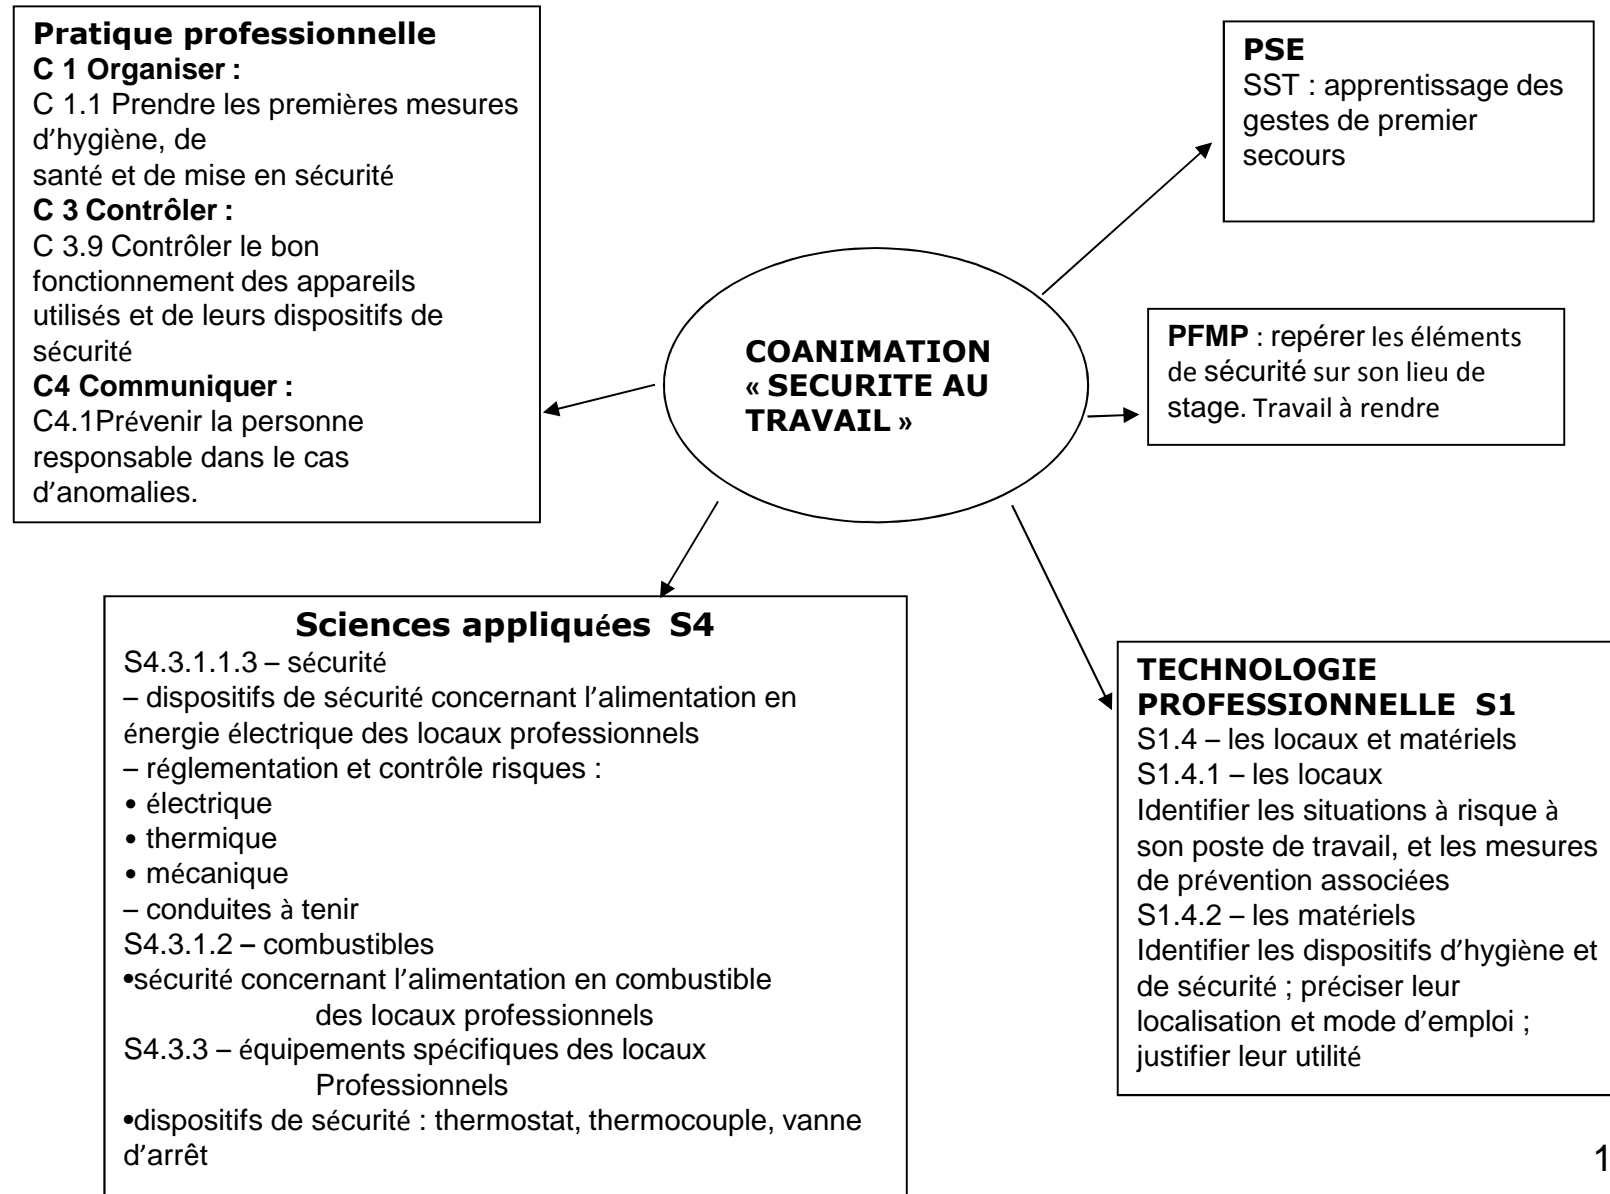 Pratique professionnelle
C 1 Organiser :
C 1.1 Prendre les premières mesures
d’hygiène, de
santé et de mise en sécurité
C 3 Contrôler :
C 3.9 Contrôler le bon
fonctionnement des appareils
utilisés et de leurs dispositifs de
sécurité
C4 Communiquer :
C4.1Prévenir la personne
responsable dans le cas
d’anomalies.
PSE
SST : apprentissage des
gestes de premier
secours
COANIMATION
« SECURITE AU
TRAVAIL »
PFMP : repérer les éléments
de sécurité sur son lieu de
stage. Travail à rendre
Sciences appliquées S4
S4.3.1.1.3 – sécurité
– dispositifs de sécurité concernant l’alimentation en
énergie électrique des locaux professionnels
– réglementation et contrôle risques :
• électrique
• thermique
• mécanique
– conduites à tenir
S4.3.1.2 – combustibles
•sécurité concernant l’alimentation en combustible
des locaux professionnels
S4.3.3 – équipements spécifiques des locaux
Professionnels
•dispositifs de sécurité : thermostat, thermocouple, vanne
d’arrêt
TECHNOLOGIE
PROFESSIONNELLE S1
S1.4 – les locaux et matériels
S1.4.1 – les locaux
Identifier les situations à risque à
son poste de travail, et les mesures
de prévention associées
S1.4.2 – les matériels
Identifier les dispositifs d’hygiène et
de sécurité ; préciser leur
localisation et mode d’emploi ;
justifier leur utilité
1